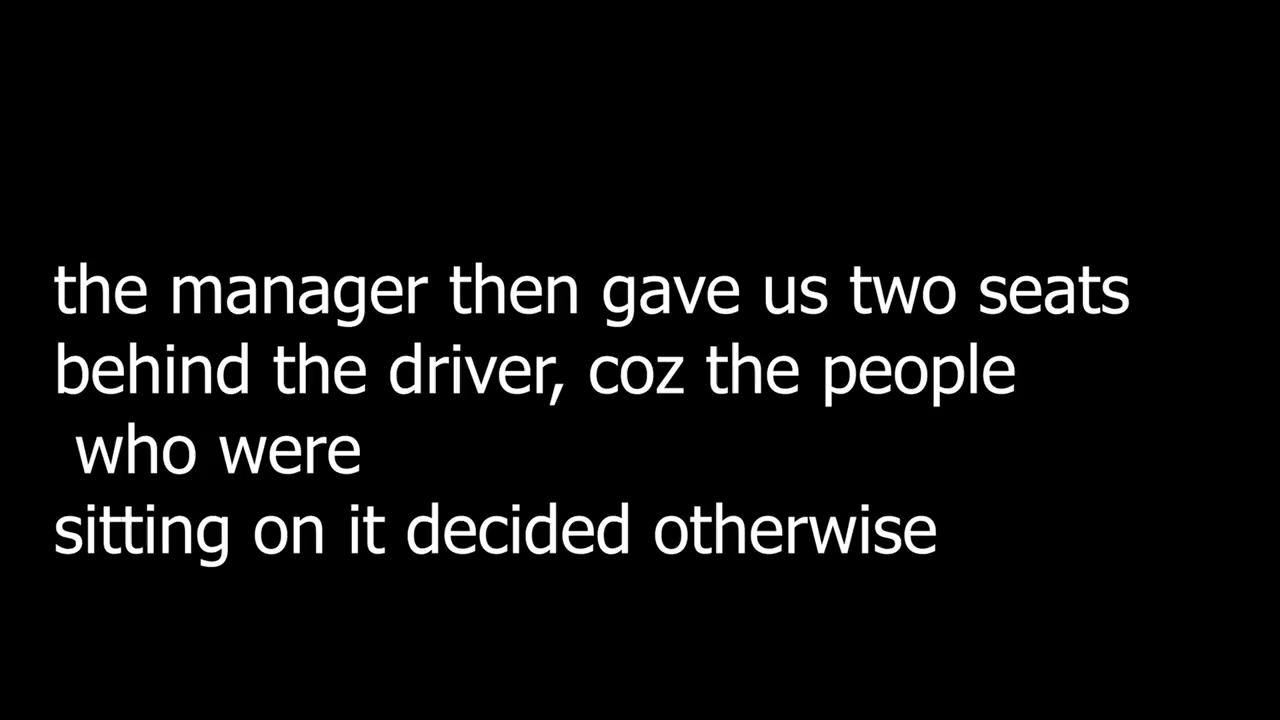 the manager then gave us two seats
behind the driver, coz the people
who were
sitting on it decided otherwise